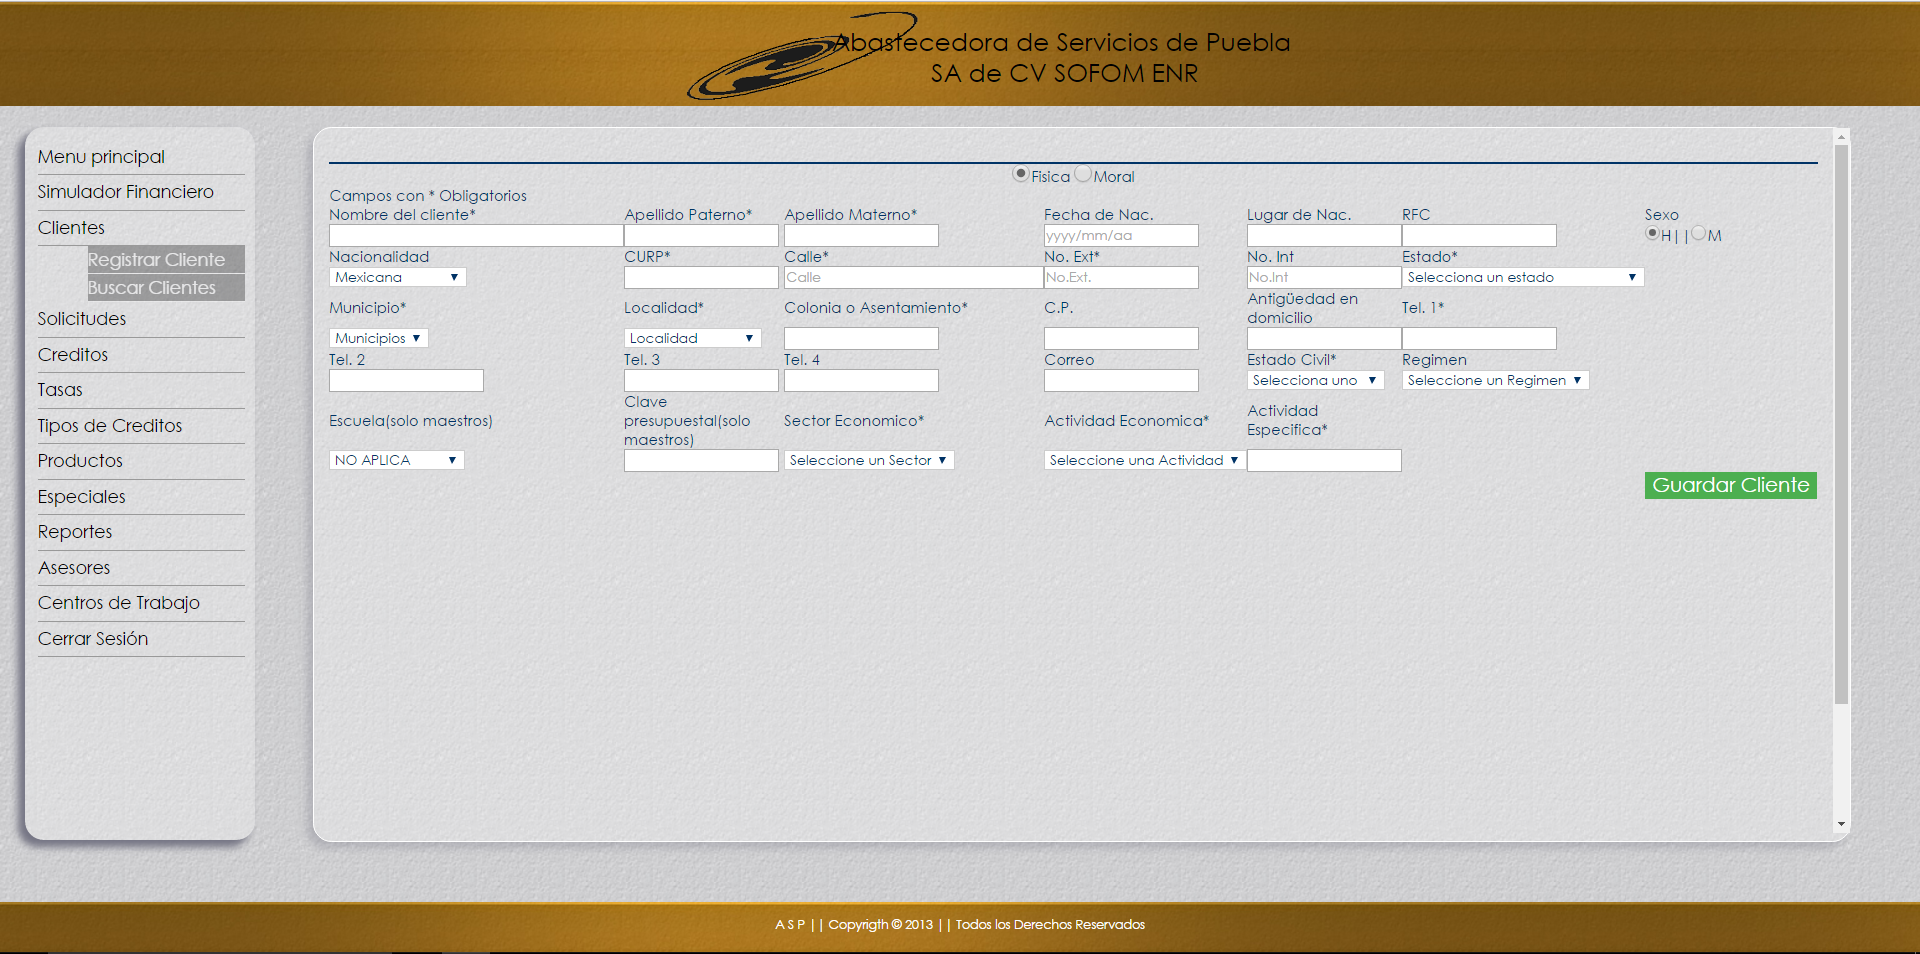 Abastecedora de Servicios de Puebla
SA de CV SOFOM ENR
Menu principal
Simulador Financiero
Clientes
Registrar Cliente
Buscar Clientes
Solicitudes
Creditos
Tasas
Tipos de Creditos
Productos
Especiales
Reportes
Asesores
Centros de Trabajo
Cerrar Sesión
Fisica Moral
Campos con * Obligatorios
Nombre del cliente* Apellido Paterno* Apellido Materno* Fecha de Nac. Lugar de Nac. RFC Sexo
yyyy/mm/aa H || M
Nacionalidad CURP* Calle* No. Ext* No. Int Estado*
Mexicana Calle No.Ext. No.Int Selecciona un estado
Municipio* Localidad* Colonia o Asentamiento* C.P. Antigüedad en domicilio Tel. 1*
Municipios Localidad
Tel. 2 Tel. 3 Tel. 4 Correo Estado Civil* Regimen
Selecciona uno Seleccione un Regimen
Escuela(solo maestros) Clave presupuestal(solo maestros) Sector Economico* Actividad Economica* Actividad Especifica*
NO APLICA Seleccione un Sector Seleccione una Actividad
Guardar Cliente
A S P || Copyrigth © 2013 || Todos los Derechos Reservados